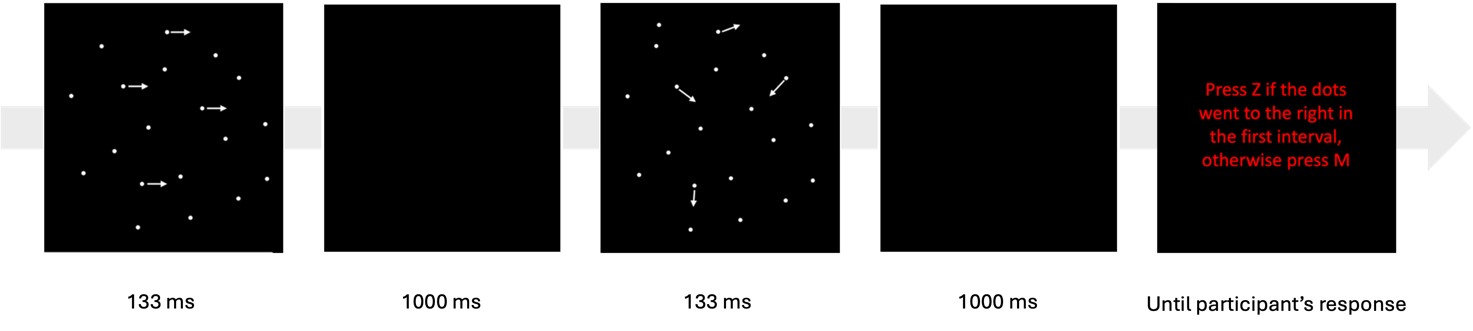 Press Z if the dots
went to the right in
the first interval,
otherwise press M
133 ms
1000 ms
133 ms
1000 ms
Until participant’s response